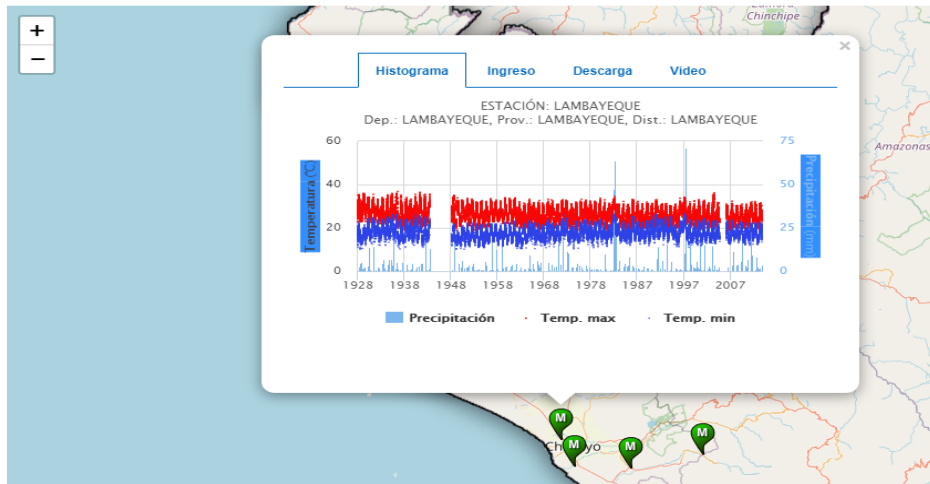 Zamora
Chinchipe
+
−
×
Histograma Ingreso Descarga Video
ESTACIÓN: LAMBAYEQUE
Dep.: LAMBAYEQUE, Prov.: LAMBAYEQUE, Dist.: LAMBAYEQUE
60 75
Amazonas
40 50
Temperatura (°C) Precipitación (mm)
20 25
0 0
1928 1938 1948 1958 1968 1978 1987 1997 2007
Precipitación Temp. max Temp. min
M
M
M
M